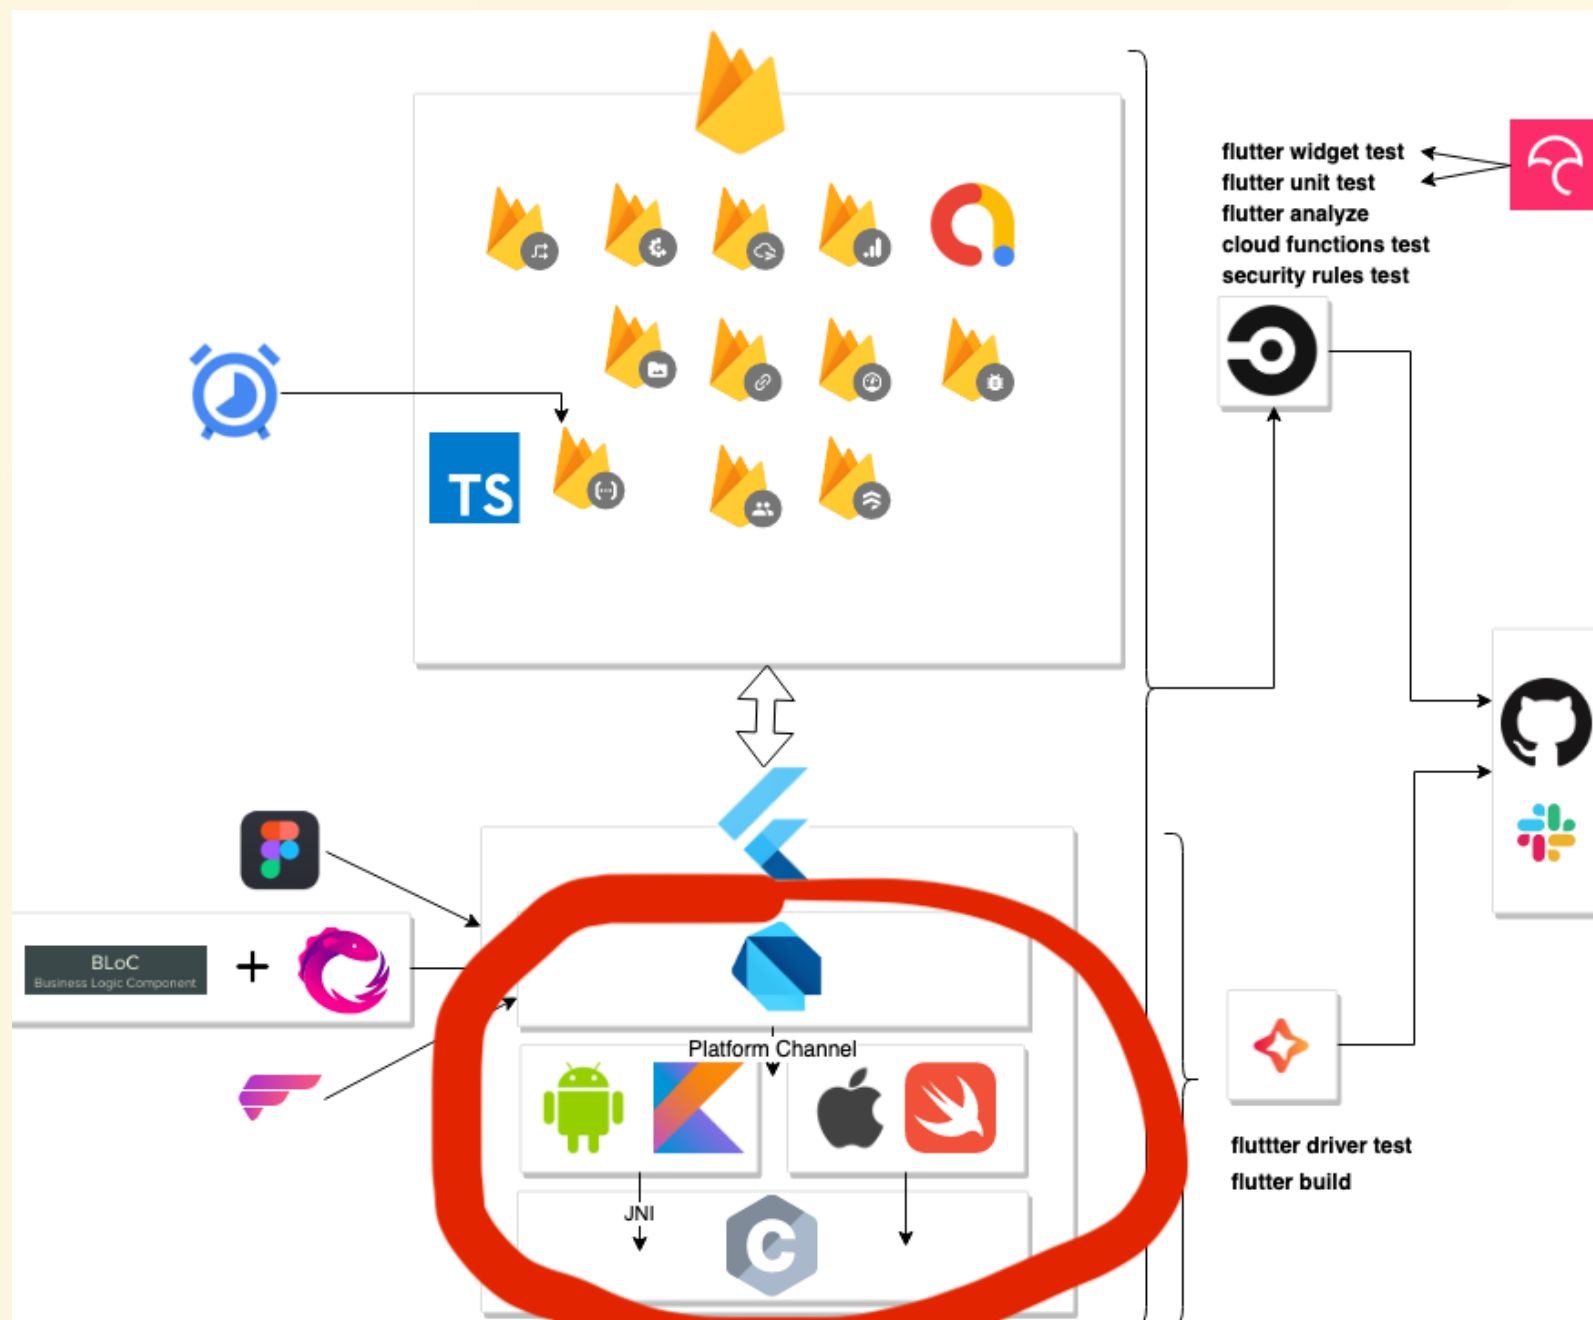 flutter widget test
flutter unit test
flutter analyze
cloud functions test
security rules test
TS
BLoC
Business Logic Component
+
Platform Channel
JNI
C
fluttter driver test
flutter build